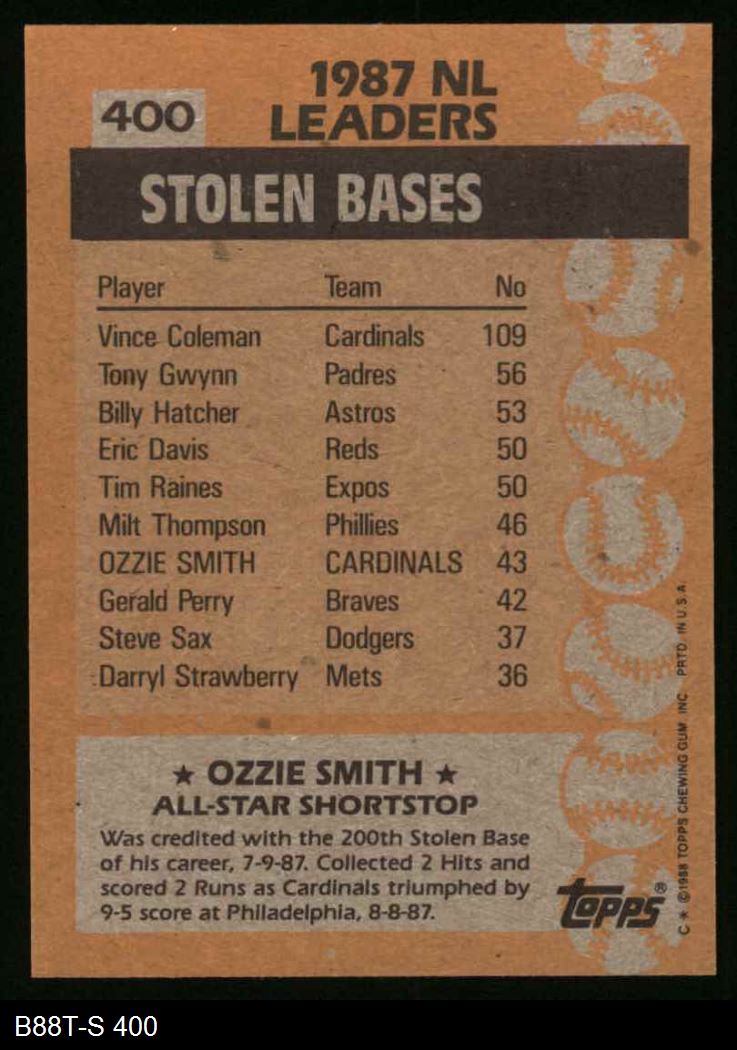 400
1987 NL
LEADERS
STOLEN BASES
Player Team No
Vince Coleman Cardinals 109
Tony Gwynn Padres 56
Billy Hatcher Astros 53
Eric Davis Reds 50
Tim Raines Expos 50
Milt Thompson Phillies 46
OZZIE SMITH CARDINALS 43
Gerald Perry Braves 42
Steve Sax Dodgers 37
Darryl Strawberry Mets 36
★ OZZIE SMITH ★
ALL-STAR SHORTSTOP
Was credited with the 200th Stolen Base
of his career, 7-9-87. Collected 2 Hits and
scored 2 Runs as Cardinals triumphed by
9-5 score at Philadelphia, 8-8-87.
topps®
C ★ ©1988 TOPPS CHEWING GUM INC PRTD. IN U.S.A.
B88T-S 400